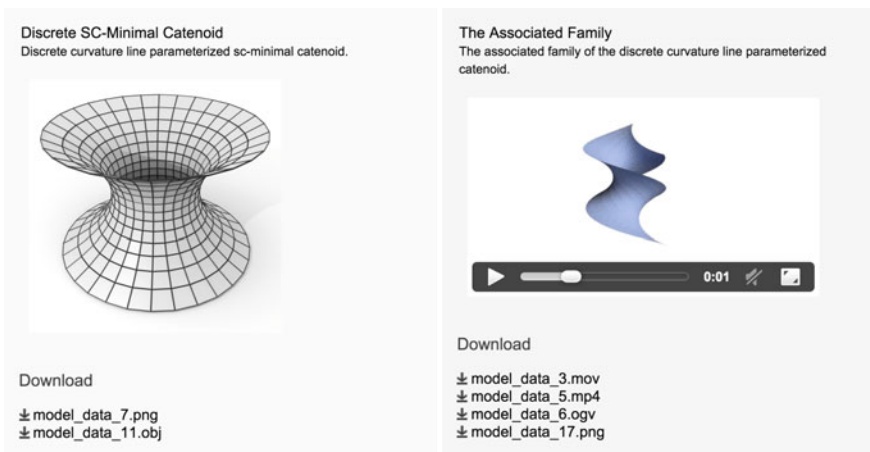 Discrete SC-Minimal Catenoid
Discrete curvature line parameterized sc-minimal catenoid.
Download
model_data_7.png
model_data_11.obj
The Associated Family
The associated family of the discrete curvature line parameterized
catenoid.
0:01
Download
model_data_3.mov
model_data_5.mp4
model_data_6.ogv
model_data_17.png